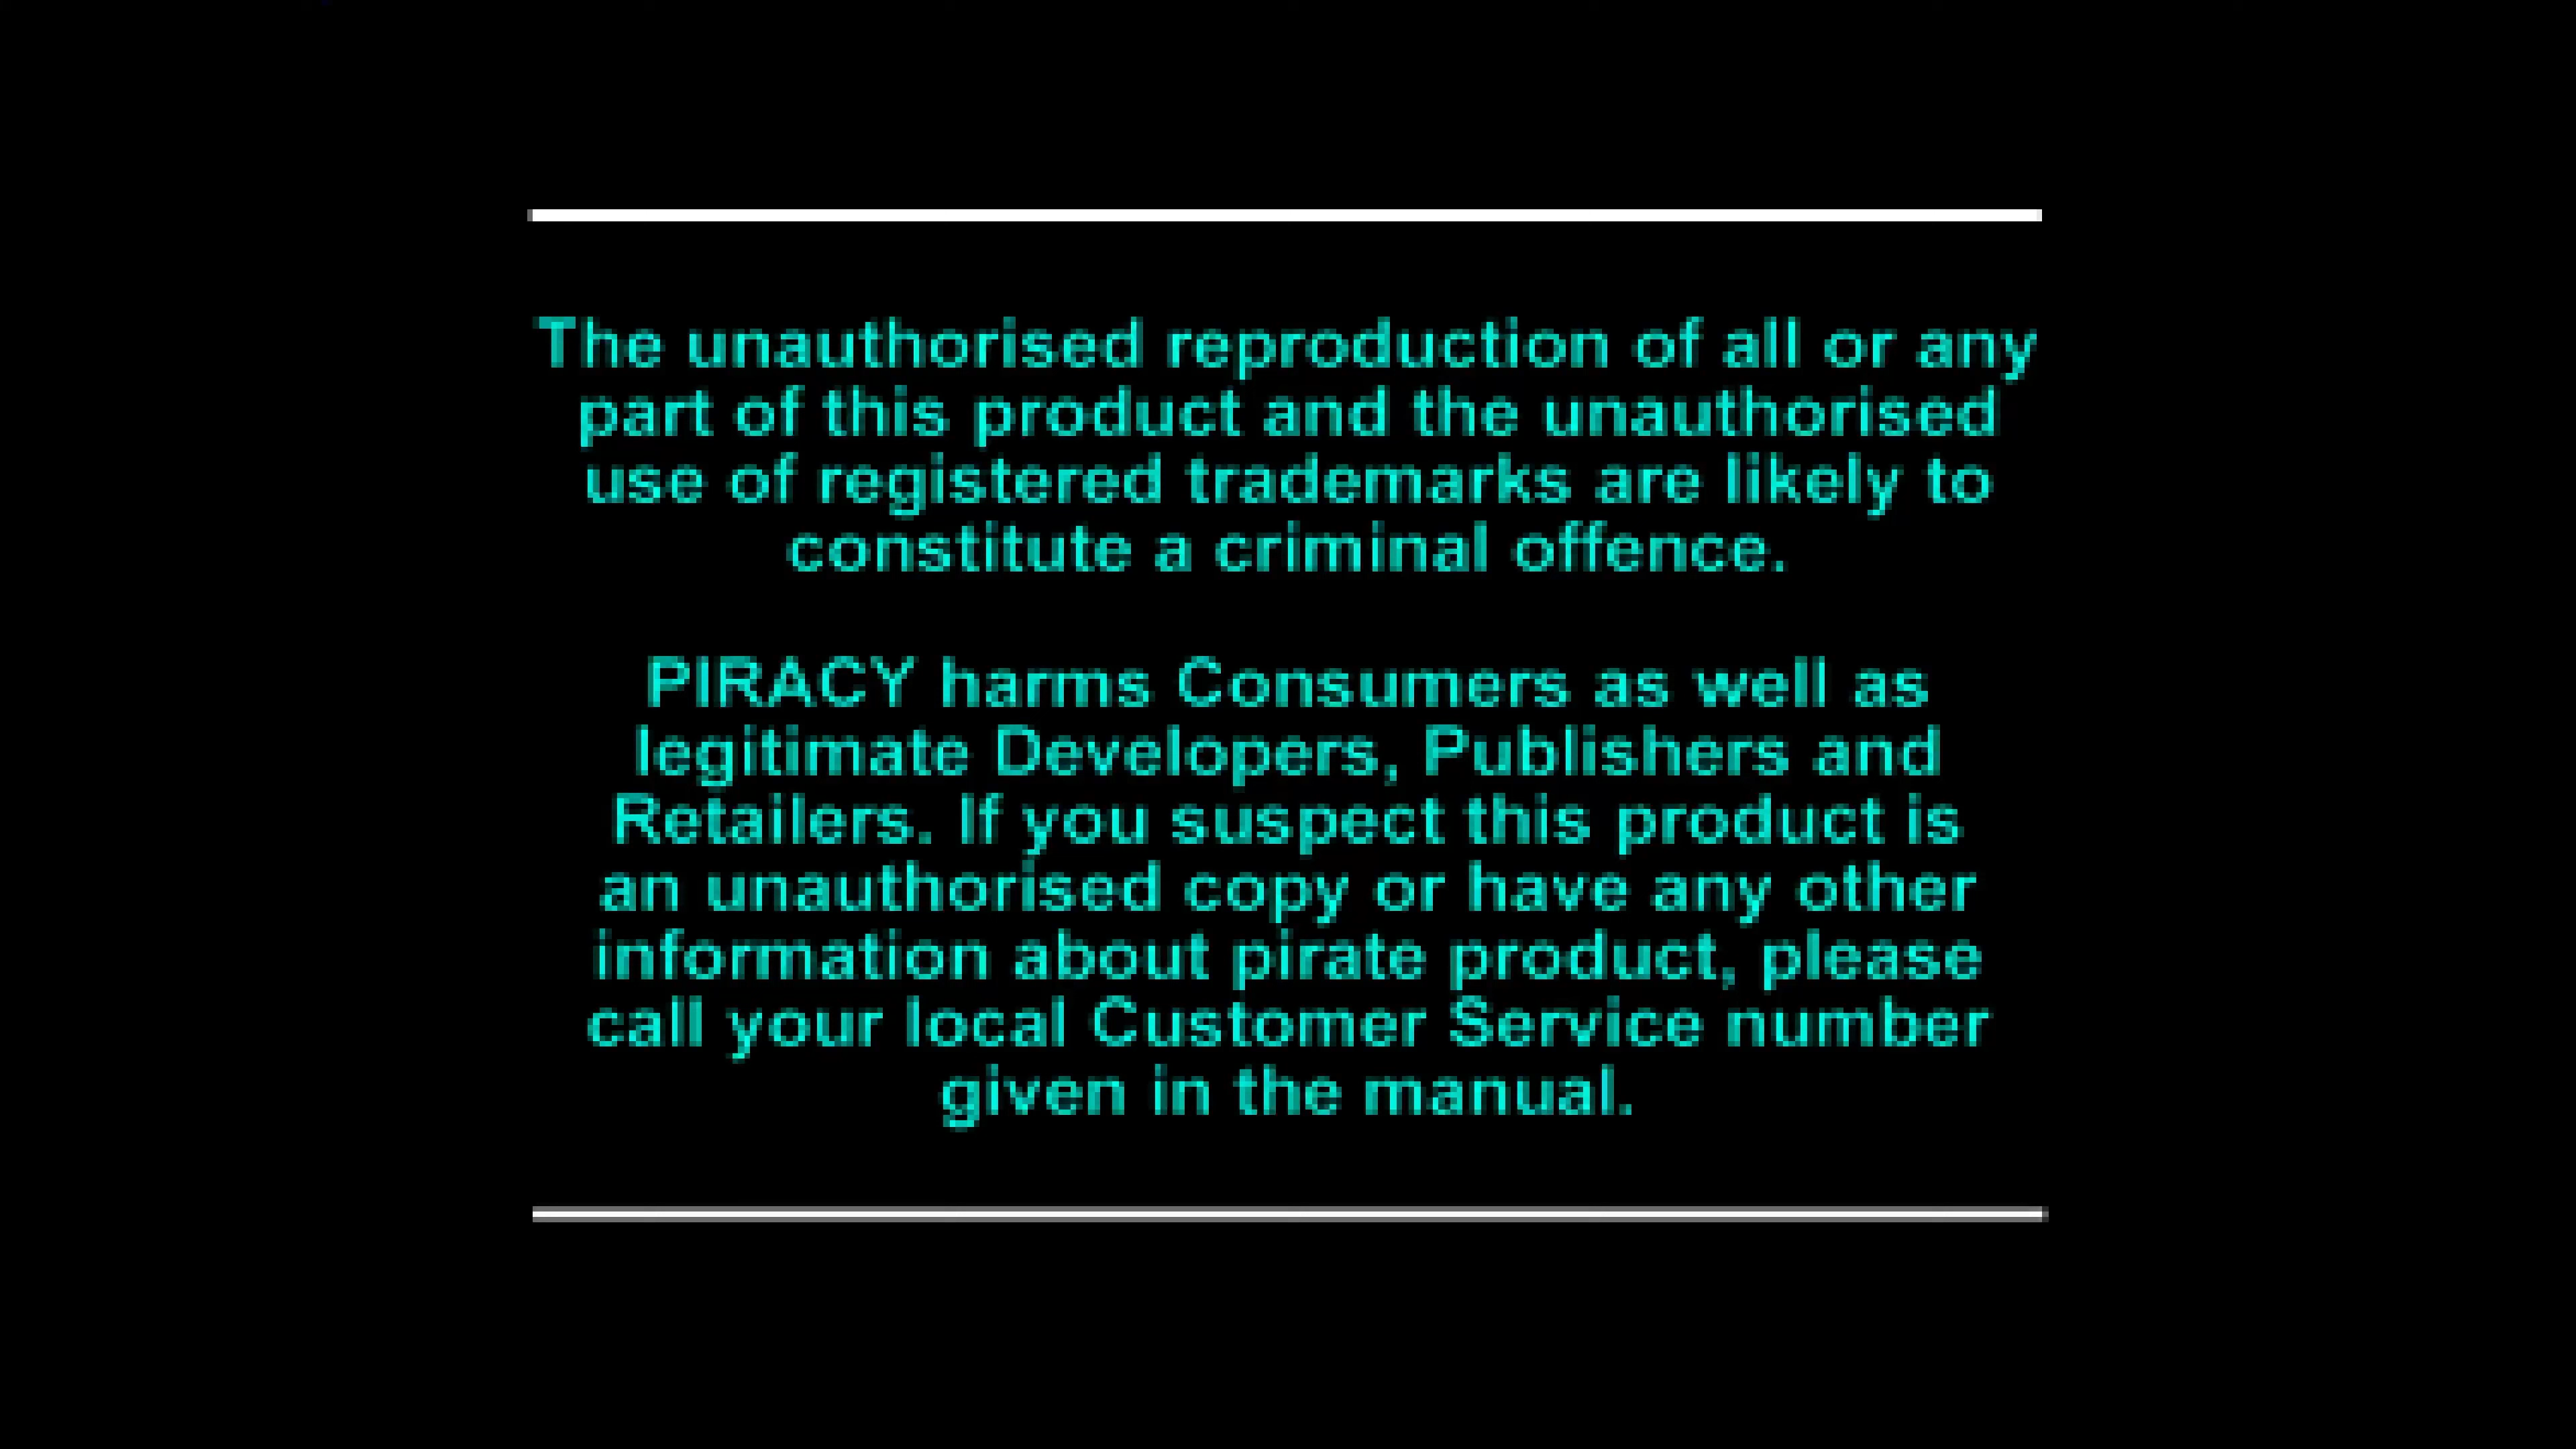 The unauthorised reproduction of all or any
part of this product and the unauthorised
use of registered trademarks are likely to
constitute a criminal offence.
PIRACY harms Consumers as well as
legitimate Developers, Publishers and
Retailers. If you suspect this product is
an unauthorised copy or have any other
information about pirate product, please
call your local Customer Service number
given in the manual.